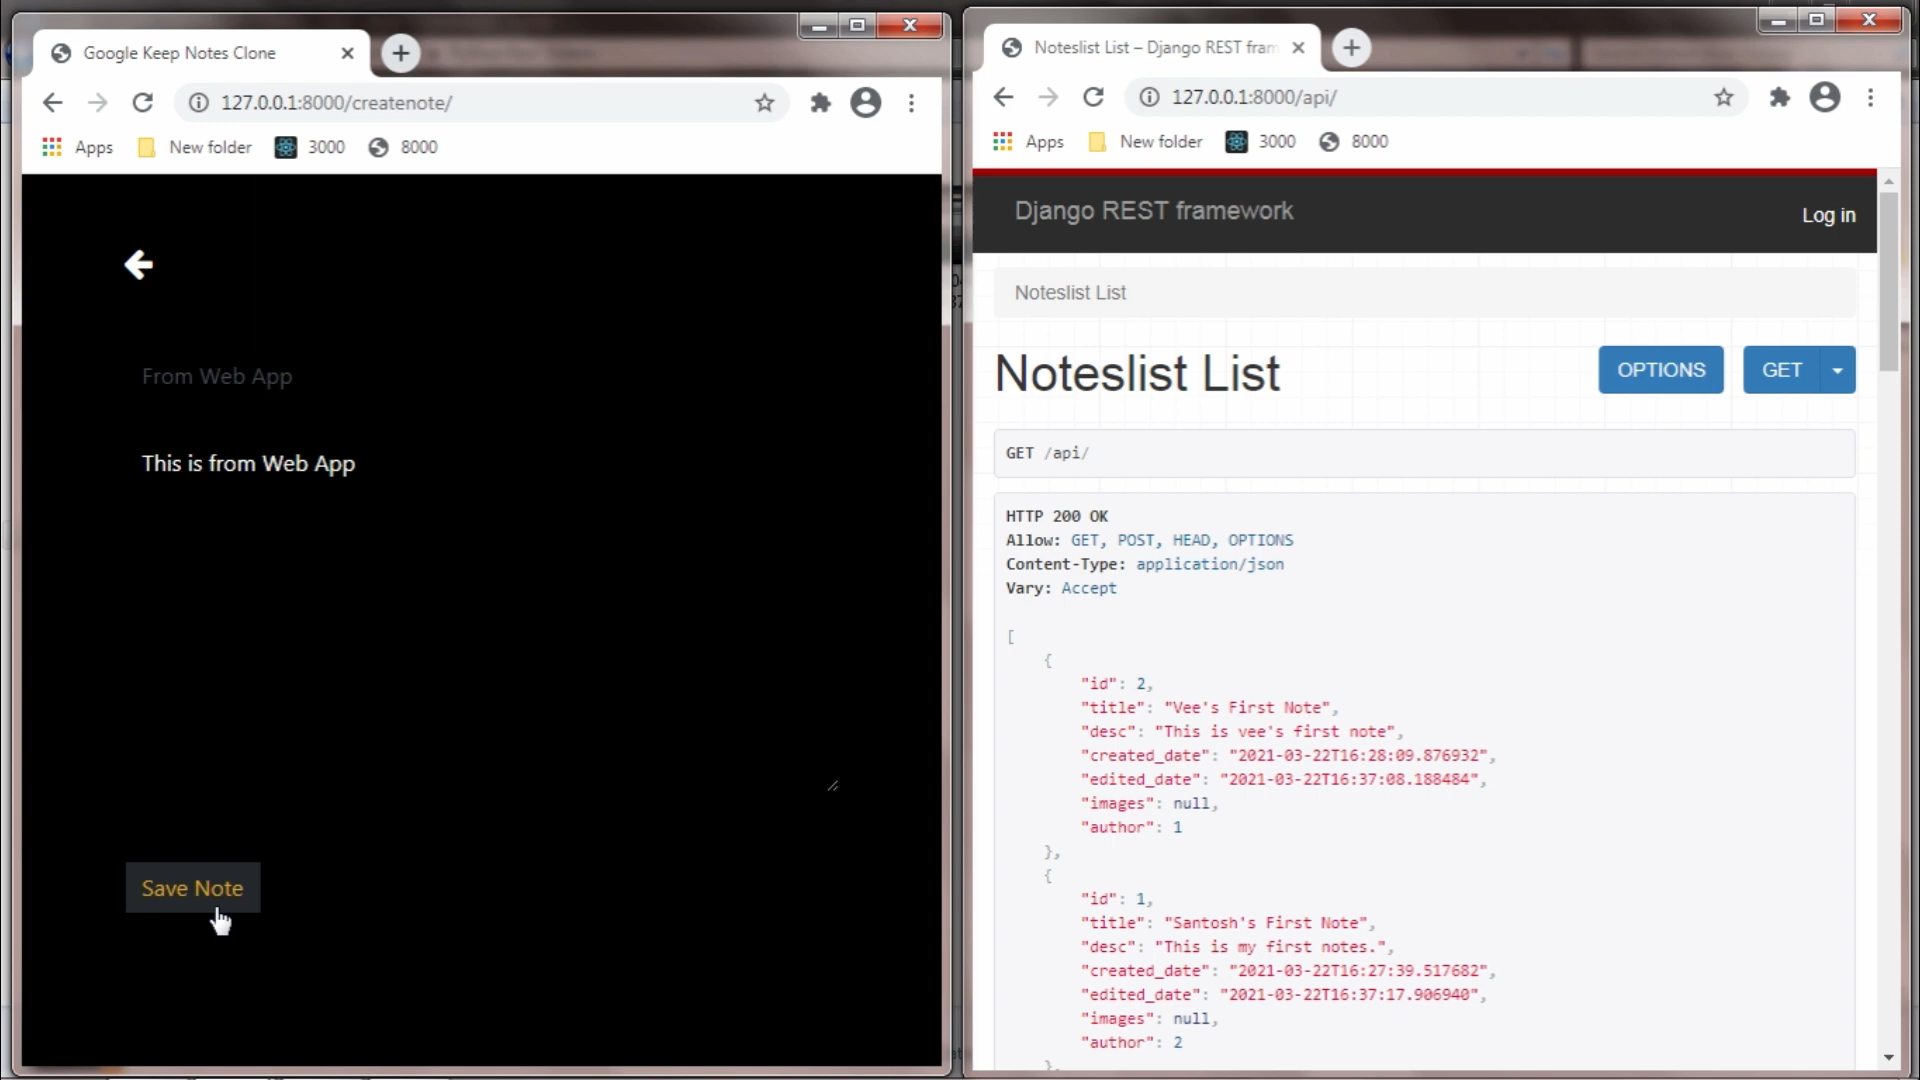 Google Keep Notes Clone
127.0.0.1:8000/createnote/
Apps New folder 3000 8000
From Web App
This is from Web App
Save Note
Noteslist List – Django REST fram
127.0.0.1:8000/api/
Apps New folder 3000 8000
Django REST framework
Log in
Noteslist List
Noteslist List
OPTIONS GET
GET /api/
HTTP 200 OK
Allow: GET, POST, HEAD, OPTIONS
Content-Type: application/json
Vary: Accept
[
{
"id": 2,
"title": "Vee's First Note",
"desc": "This is vee's first note",
"created_date": "2021-03-22T16:28:09.876932",
"edited_date": "2021-03-22T16:37:08.188484",
"images": null,
"author": 1
},
{
"id": 1,
"title": "Santosh's First Note",
"desc": "This is my first notes.",
"created_date": "2021-03-22T16:27:39.517682",
"edited_date": "2021-03-22T16:37:17.906940",
"images": null,
"author": 2
},